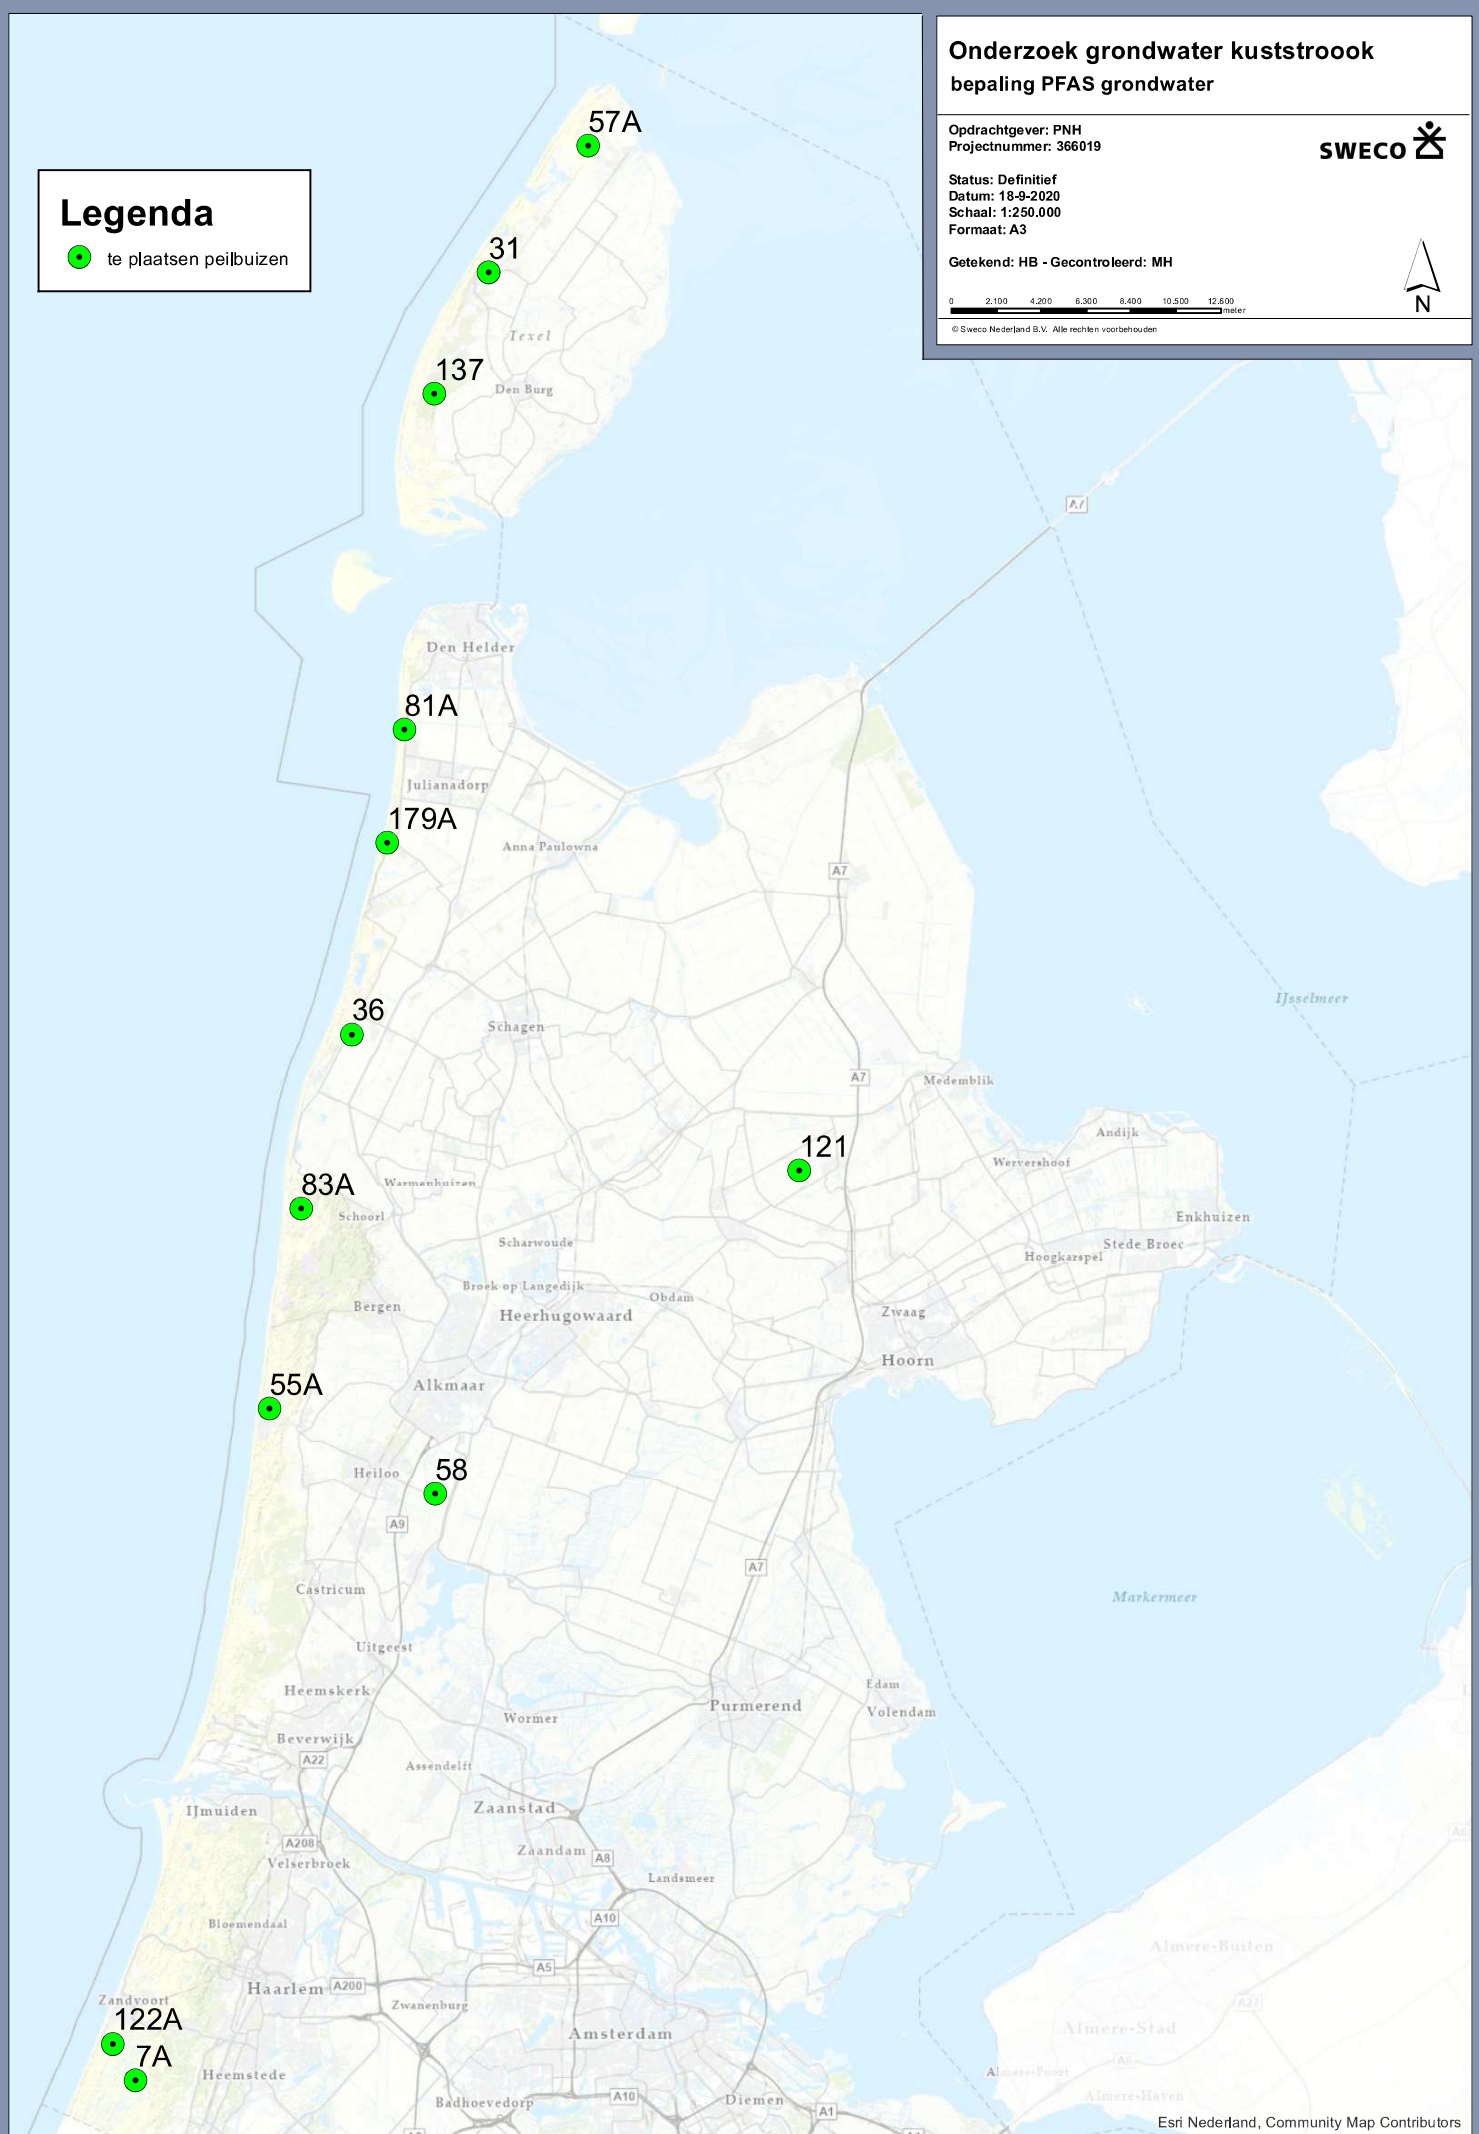 Onderzoek grondwater kuststroook
bepaling PFAS grondwater
Opdrachtgever: PNH
Projectnummer: 366019
SWECO
Status: Definitief
Datum: 18-9-2020
Schaal: 1:250.000
Formaat: A3
Getekend: HB - Gecontroleerd: MH
N
0 2.100 4.200 6.300 8.400 10.500 12.600
meter
© Sweco Nederland B.V. Alle rechten voorbehouden
Legenda
te plaatsen peilbuizen
57A
31
Texel
137
Den Burg
A7
Den Helder
81A
Julianadorp
179A
Anna Paulowna
A7
36
Schagen
IJsselmeer
A7
Medemblik
Andijk
121
Wervershoof
83A
Warmenhuizen
Schoorl
Enkhuizen
Scharwoude
Stede Broec
Hoogkarspel
Broek op Langedijk
Obdam
Bergen
Heerhugowaard
Zwaag
Hoorn
55A
Alkmaar
Heiloo
58
A9
A7
Castricum
Markermeer
Uitgeest
Heemskerk
Edam
Purmerend
Volendam
Wormer
Beverwijk
A22
Assendelft
IJmuiden
Zaanstad
A6
A208
Zaandam
A8
Velserbroek
Landsmeer
Bloemendaal
A10
Almere-Buiten
A5
Haarlem
A200
Zandvoort
Zwanenburg
A27
122A
Amsterdam
Almere-Stad
7A
A6
Heemstede
Almere-Poort
Badhoevedorp
A10
Diemen
Almere-Haven
A1
Esri Nederland, Community Map Contributors